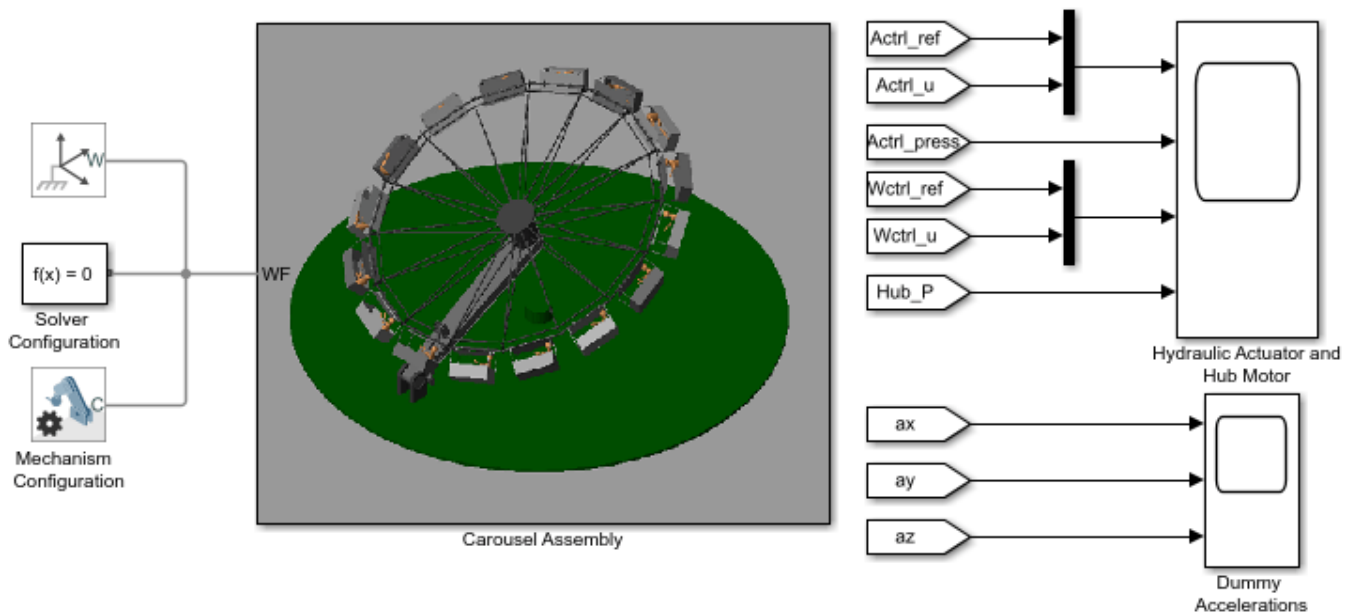 W
f(x) = 0
Solver
Configuration
C
Mechanism
Configuration
WF
Carousel Assembly
Actrl_ref
Actrl_u
Actrl_press
Wctrl_ref
Wctrl_u
Hub_P
Hydraulic Actuator and
Hub Motor
ax
ay
az
Dummy
Accelerations